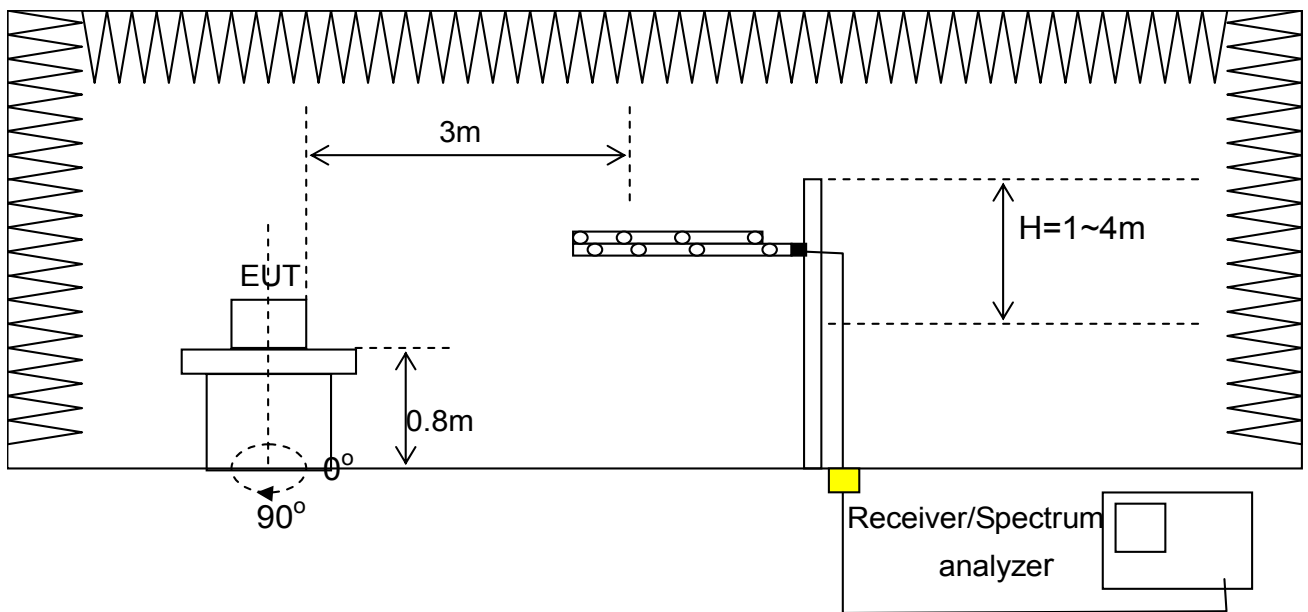 3m
H=1~4m
EUT
0.8m
0°
90°
Receiver/Spectrum
analyzer